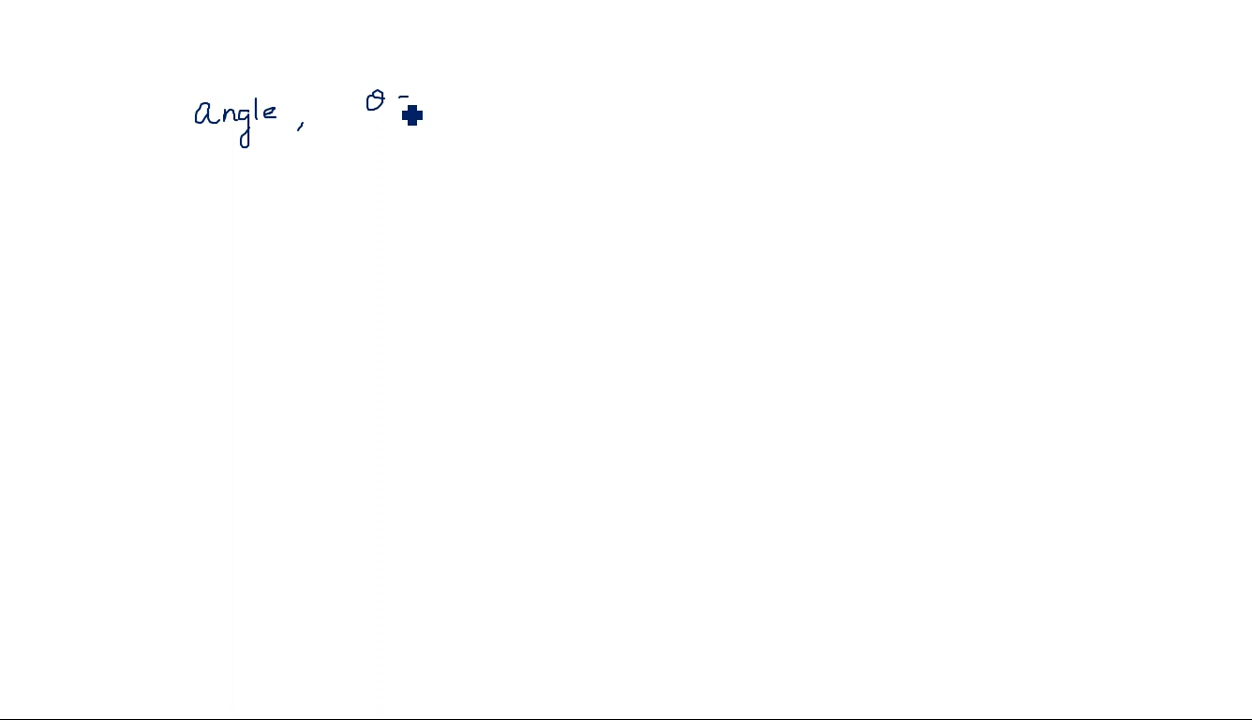 angle, θ -